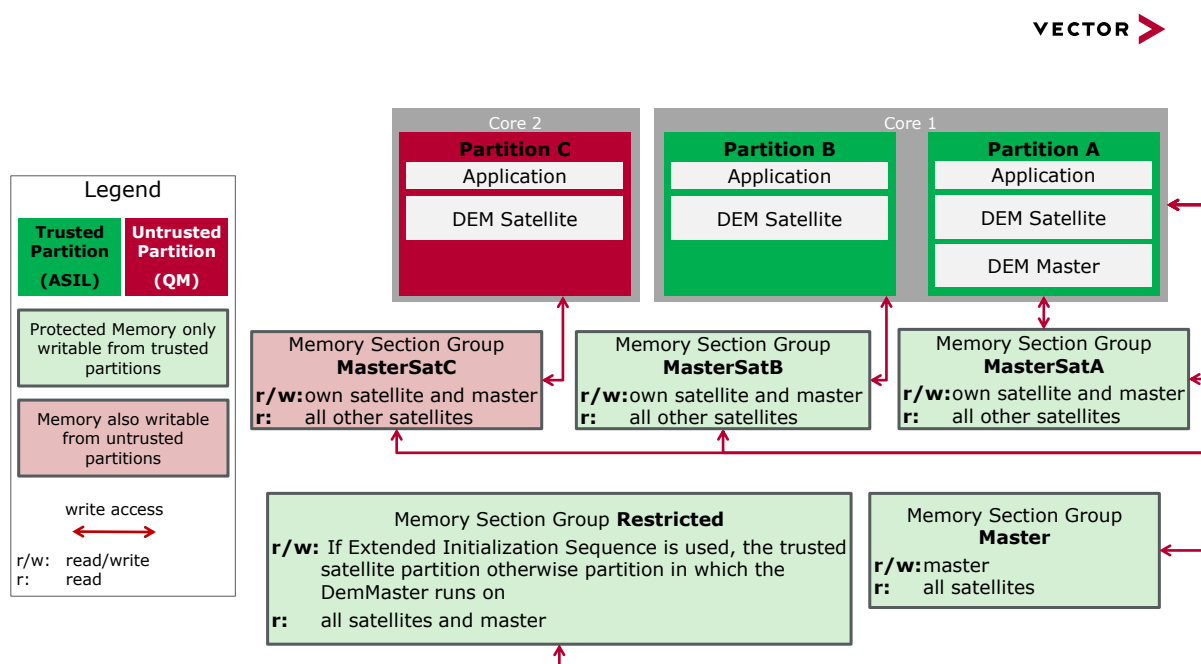 VECTOR
Core 2
Core 1
Partition C
Application
DEM Satellite
Partition B
Application
DEM Satellite
Partition A
Application
DEM Satellite
DEM Master
Legend
Trusted
Partition
(ASIL)
Untrusted
Partition
(QM)
Protected Memory only
writable from trusted
partitions
Memory also writable
from untrusted
partitions
write access
r/w: read/write
r: read
Memory Section Group
MasterSatC
r/w: own satellite and master
r: all other satellites
Memory Section Group
MasterSatB
r/w: own satellite and master
r: all other satellites
Memory Section Group
MasterSatA
r/w: own satellite and master
r: all other satellites
Memory Section Group Restricted
r/w: If Extended Initialization Sequence is used, the trusted
satellite partition otherwise partition in which the
DemMaster runs on
r: all satellites and master
Memory Section Group
Master
r/w: master
r: all satellites